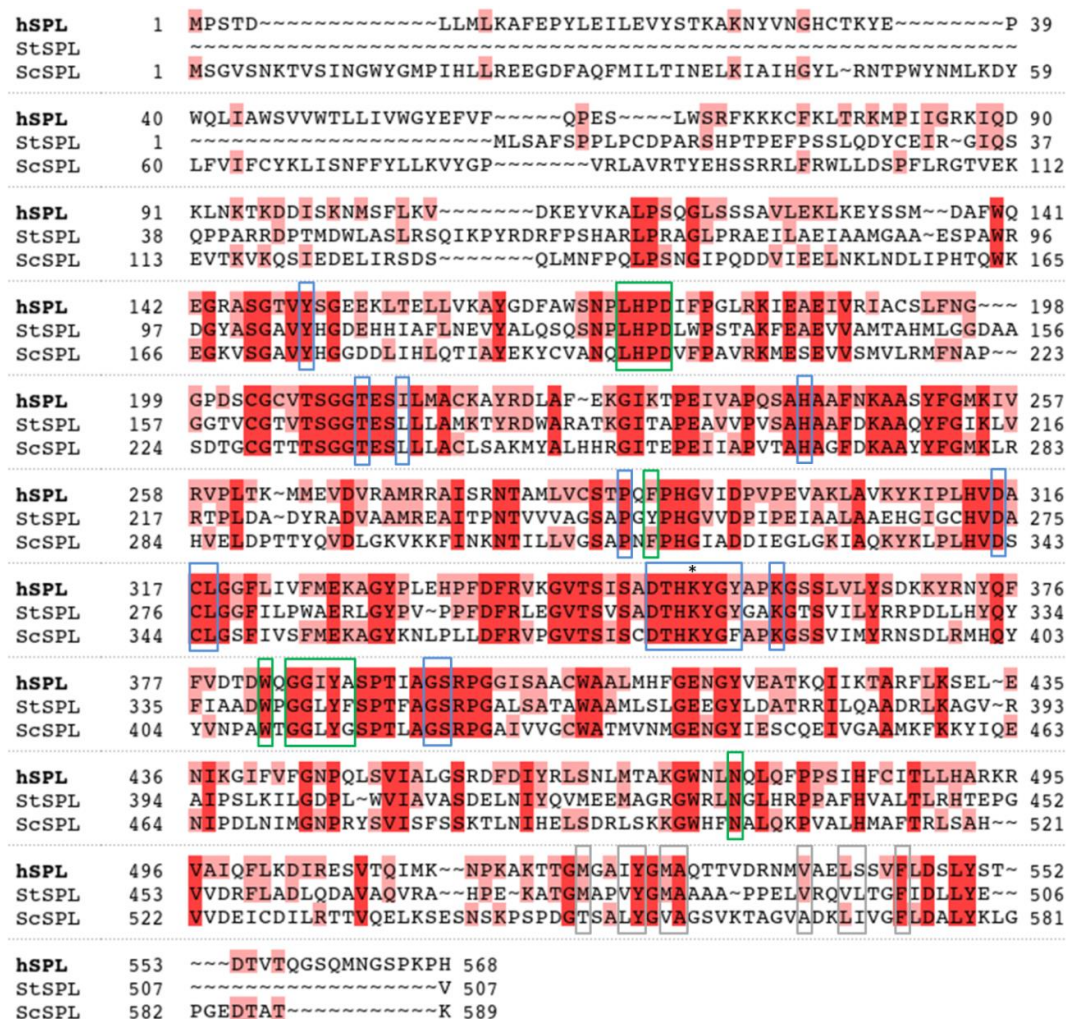 hSPL 1 MPSTD~~~~~~~~~~~~~LLMLKAFEPYLEILEVYSTKAKNYVNGHCTKYE~~~~~~~~P 39
StSPL ~~~~~~~~~~~~~~~~~~~~~~~~~~~~~~~~~~~~~~~~~~~~~~~~~~~~~~~~~~~~
ScSPL 1 MSGVSNKTVSINGWYGMPIHLLREEGDFAQFMILTINELKIAIHGYL~RNTPWYNMLKDY 59
hSPL 40 WQLIAWSVVWTLLIVWGYEFVF~~~~~QPES~~~~LWSRFKKKCFKLTRKMPIIGRKIQD 90
StSPL 1 ~~~~~~~~~~~~~~~~~~~~~~MLSAFSPPLPCDPARSHPTPEFPSSLQDYCEIR~GIQS 37
ScSPL 60 LFVIFCYKLISNFFYLLKVYGP~~~~~~VRLAVRTYEHSSRRLFRWLLDSPFLRGTVEK 112
hSPL 91 KLNKTKDDISKNMSFLKV~~~~~~~DKEYVKALPSQGLSSSAVLEKLKEYSSM~~DAFWQ 141
StSPL 38 QPPARRDPTMDWLASLRSQIKPYRDRFPSHARLPRAGLPRAEILAEIAAMGAA~ESPAWR 96
ScSPL 113 EVTKVKQSIEDELIRSDS~~~~~~~QLMNFPQLPSNGIPQDDVIEELNKLNDLIPHTQWK 165
hSPL 142 EGRASGTVYSGEEKLTELLVKAYGDFAWSNPLHPDIFPGLRKIEAEIVRIACSLFNG~~~ 198
StSPL 97 DGYASGAVYHGDEHHIAFLNEVYALQSQSNPLHPDLWPSTAKFEAEVVAMTAHMLGGDAA 156
ScSPL 166 EGKVSGAVYHGGDDLIHLQTIAYEKYCVANQLHPDVFPAVRKMESEVVSMVLRMFNAP~~ 223
hSPL 199 GPDSCGCVTSGGTESILMACKAYRDLAF~EKGIKTPEIVAPQSAHAAFNKAASYFGMKIV 257
StSPL 157 GGTVCGTVTSGGTESLLLAMKTYRDWARATKGITAPEAVVPVSAHAAFDKAAQYFGIKLV 216
ScSPL 224 SDTGCGTTTSGGTESLLLACLSAKMYALHHRGITEPEIIAPVTAHAGFDKAAYYFGMKLR 283
hSPL 258 RVPLTK~MMEVDVRAMRRAISRNTAMLVCSTPQFPHGVIDPVPEVAKLAVKYKIPLHVDA 316
StSPL 217 RTPLDA~DYRADVAAMREAITPNTVVVAGSAPGYPHGVVDPIPEIAALAAEHGIGCHVDA 275
ScSPL 284 HVELDPTTYQVDLGKVKKFINKNTILLVGSAPNFPHGIADDIEGLGKIAQKYKLPLHVDS 343
*
hSPL 317 CLGGFLIVFMEKAGYPLEHPFDFRVKGVTSISADTHKYGYAPKGSSLVLYSDKKYRNYQF 376
StSPL 276 CLGGFILPWAERLGYPV~PPFDFRLEGVTSVSADTHKYGYGAKGTSVILYRRPDLLHYQY 334
ScSPL 344 CLGSFIVSFMEKAGYKNLPLLDFRVPGVTSISCDTHKYGFAPKGSSVIMYRNSDLRMHQY 403
hSPL 377 FVDTDWQGGIYASPTIAGSRPGGISAACWAALMHFGENGYVEATKQIIKTARFLKSEL~E 435
StSPL 335 FIAADWPGGLYFSPTFAGSRPGALSATAWAAMLSLGEEGYLDATRRILQAADRLKAGV~R 393
ScSPL 404 YVNPAWTGGLYGSPTLAGSRPGAIVVGCWATMVNMGENGYIESCQEIVGAAMKFKKYIQE 463
hSPL 436 NIKGIFVFGNPQLSVIALGSRDFDIYRLSNLMTAKGWNLNQLQFPPSIHFCITLLHARKR 495
StSPL 394 AIPSLKILGDPL~WVIAVASDELNIYQVMEEMAGRGWRLNGLHRPPAFHVALTLRHTEPG 452
ScSPL 464 NIPDLNIMGNPRYSVISFSSKTLNIHELSDRLSKKGWHFNALQKPVALHMAFTRLSAH~~ 521
hSPL 496 VAIQFLKDIRESVTQIMK~~NPKAKTTGMGAIYGMAQTTVDRNMVAELSSVFLDSLYST~ 552
StSPL 453 VVDRFLADLQDAVAQVRA~~HPE~KATGMAPVYGMAAAA~PPELVRQVLTGFIDLLYE~~ 506
ScSPL 522 VVDEICDILRTTVQELKSESNSKPSPDGTSALYGVAGSVKTAGVADKLIVGFLDALYKLG 581
hSPL 553 ~~~DTVTQGSQMNGSPKPH 568
StSPL 507 ~~~~~~~~~~~~~~~~~~V 507
ScSPL 582 PGEDTAT~~~~~~~~~~~K 589